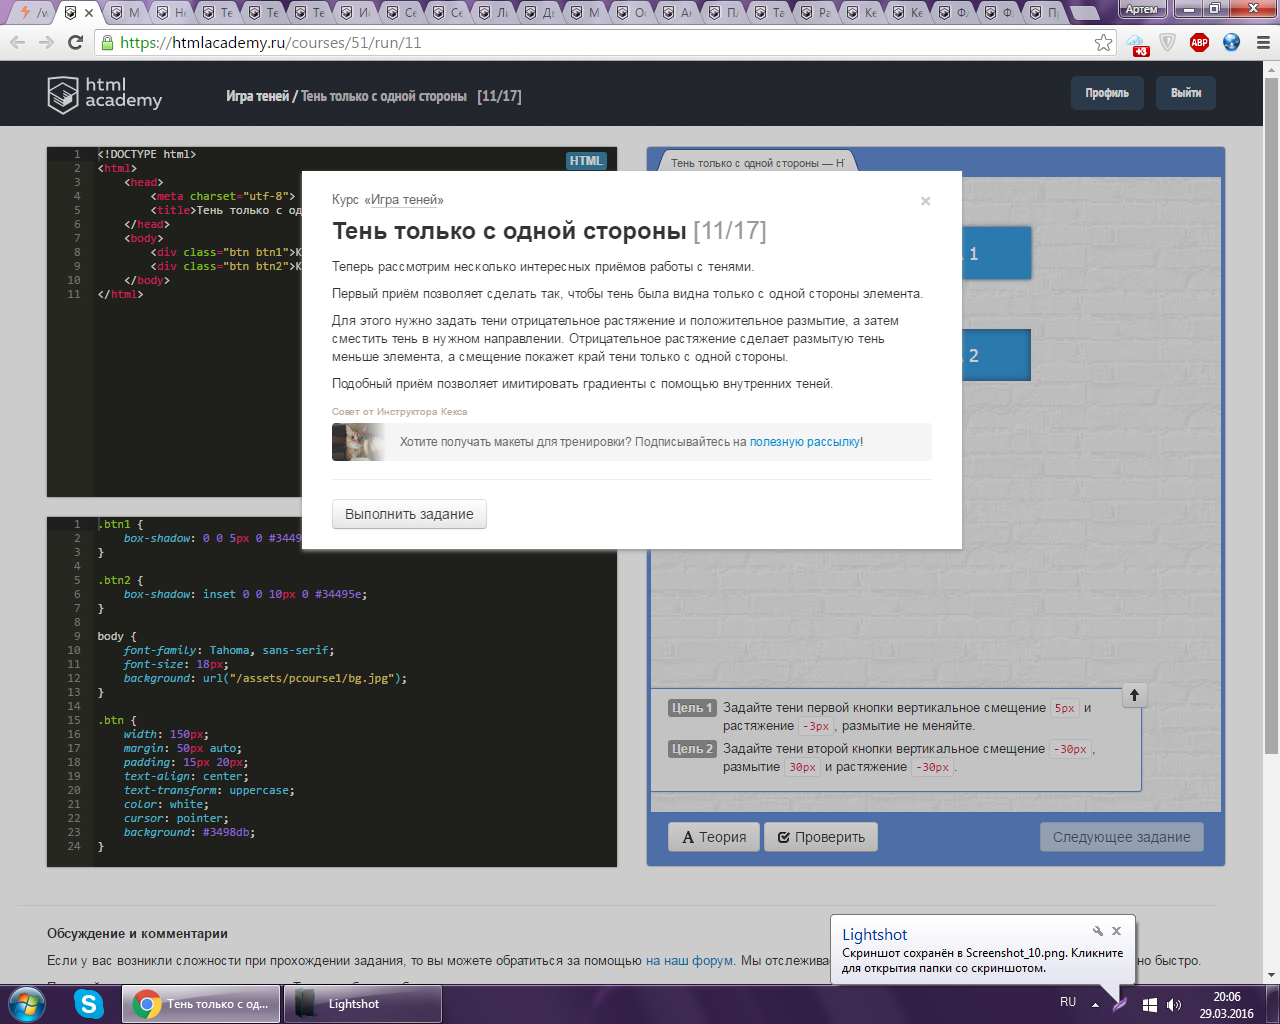 Артем
https://htmlacademy.ru/courses/51/run/11
+3
ABP
html
academy
Игра теней / Тень только с одной стороны [11/17]
Профиль
Выйти
HTML
1 <!DOCTYPE html>
2 <html>
3 <head>
4 <meta charset="utf-8">
5 <title>Тень только с од
6 </head>
7 <body>
8 <div class="btn btn1">К
9 <div class="btn btn2">К
10 </body>
11 </html>
Тень только с одной стороны — H
1
2
Курс «Игра теней»
×
Тень только с одной стороны [11/17]
Теперь рассмотрим несколько интересных приёмов работы с тенями.
Первый приём позволяет сделать так, чтобы тень была видна только с одной стороны элемента.
Для этого нужно задать тени отрицательное растяжение и положительное размытие, а затем
сместить тень в нужном направлении. Отрицательное растяжение сделает размытую тень
меньше элемента, а смещение покажет край тени только с одной стороны.
Подобный приём позволяет имитировать градиенты с помощью внутренних теней.
Совет от Инструктора Кекса
Хотите получать макеты для тренировки? Подписывайтесь на полезную рассылку!
Выполнить задание
1 .btn1 {
2 box-shadow: 0 0 5px 0 #3449
3 }
4
5 .btn2 {
6 box-shadow: inset 0 0 10px 0 #34495e;
7 }
8
9 body {
10 font-family: Tahoma, sans-serif;
11 font-size: 18px;
12 background: url("/assets/pcourse1/bg.jpg");
13 }
14
15 .btn {
16 width: 150px;
17 margin: 50px auto;
18 padding: 15px 20px;
19 text-align: center;
20 text-transform: uppercase;
21 color: white;
22 cursor: pointer;
23 background: #3498db;
24 }
Цель 1 Задайте тени первой кнопки вертикальное смещение 5px и
растяжение -3px, размытие не меняйте.
Цель 2 Задайте тени второй кнопки вертикальное смещение -30px,
размытие 30px и растяжение -30px.
Теория
Проверить
Следующее задание
Обсуждение и комментарии
Если у вас возникли сложности при прохождении задания, то вы можете обратиться за помощью на наш форум. Мы отслежива
но быстро.
Lightshot
Скриншот сохранён в Screenshot_10.png. Кликните
для открытия папки со скриншотом.
Тень только с од...
Lightshot
RU
20:06
29.03.2016